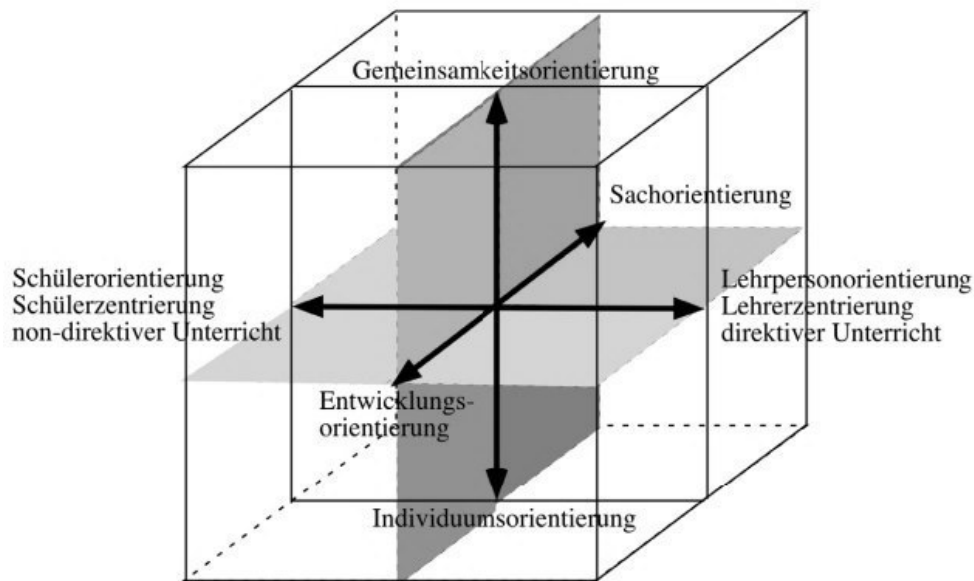 Gemeinsamkeitsorientierung
Sachorientierung
Schülerorientierung
Schülerzentrierung
non-direktiver Unterricht
Lehrpersonorientierung
Lehrerzentrierung
direktiver Unterricht
Entwicklungs-
orientierung
Individuumsorientierung